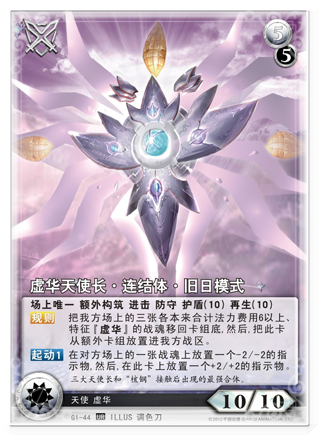 5
5
虚华天使长·连结体·旧日模式
场上唯一 额外构筑 进击 防守 护盾(10) 再生(10)
规则 把我方场上的三张各本来合计法力费用6以上、
特征『虚华』的战魂移回卡组底,然后,把此卡
从额外卡组放置进我方战区。
起动1 在对方场上的一张战魂上放置一个-2/-2的指
示物,然后,在此卡上放置一个+2/+2的指示物。
三大天使长和“核钢”接触后出现的最强合体。
天使 虚华
10/10
G1-44 UR ILLUS 调色刀